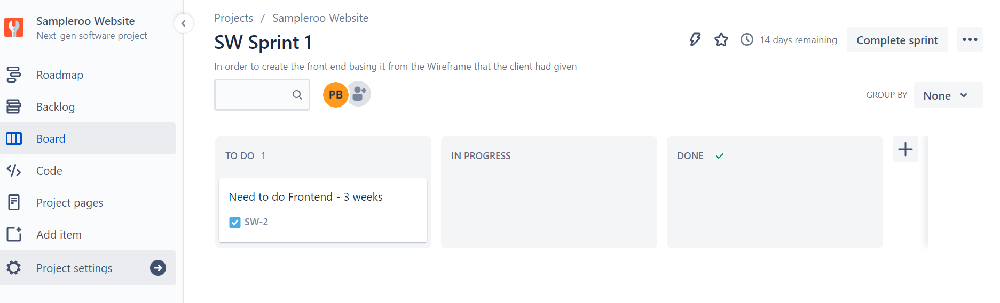 Sampleroo Website
Next-gen software project
Roadmap
Backlog
Board
Code
Project pages
Add item
Project settings
Projects / Sampleroo Website
SW Sprint 1
14 days remaining
Complete sprint
In order to create the front end basing it from the Wireframe that the client had given
PB
GROUP BY
None
TO DO 1
IN PROGRESS
DONE
Need to do Frontend - 3 weeks
SW-2